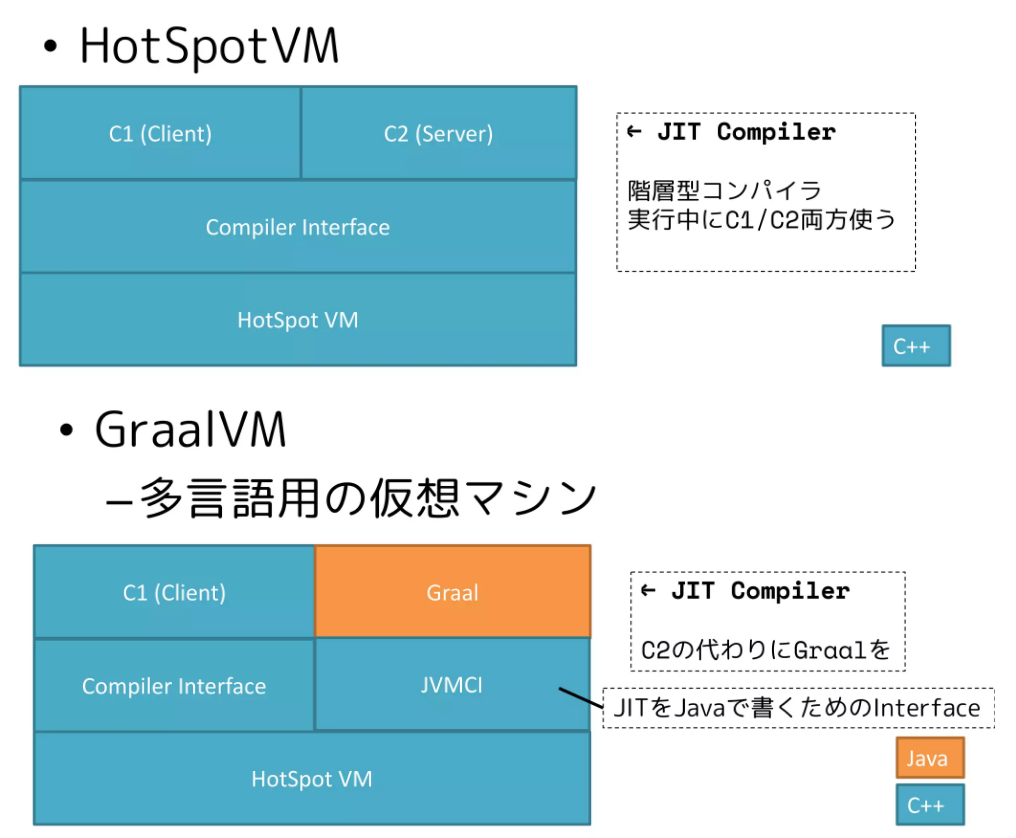 • HotSpotVM
C1 (Client)
C2 (Server)
Compiler Interface
HotSpot VM
← JIT Compiler
階層型コンパイラ
実行中にC1/C2両方使う
C++
• GraalVM
–多言語用の仮想マシン
C1 (Client)
Graal
Compiler Interface
JVMCI
HotSpot VM
← JIT Compiler
C2の代わりにGraalを
JITをJavaで書くためのInterface
Java
C++